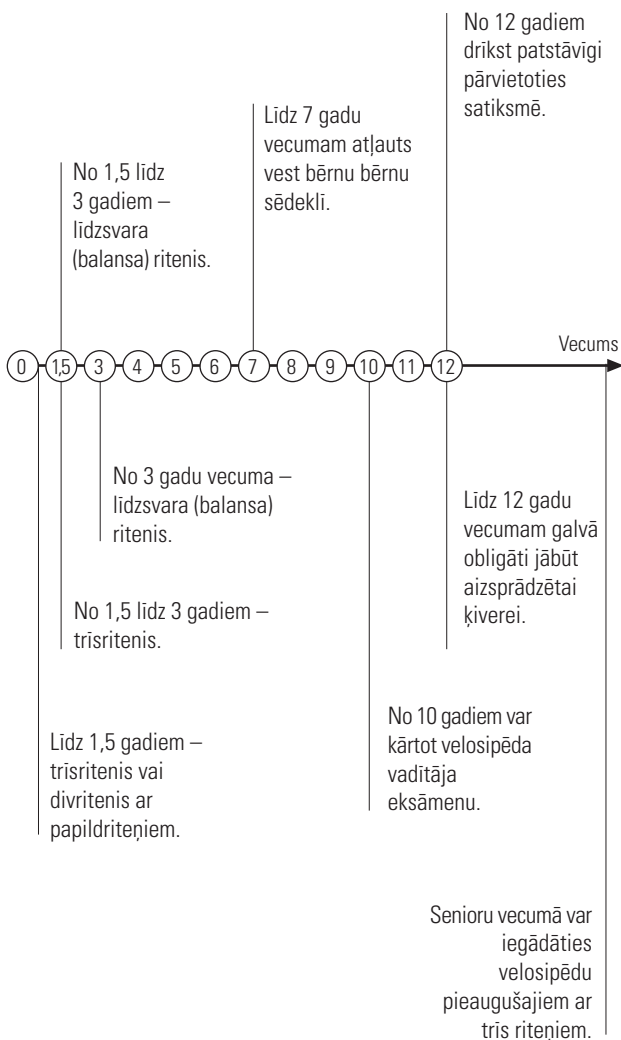 No 12 gadiem
drīkst patstāvīgi
pārvietoties
satiksmē.
Līdz 7 gadu
vecumam atļauts
vest bērnu bērnu
sēdeklī.
No 1,5 līdz
3 gadiem –
līdzsvara
(balansa) ritenis.
Vecums
0 1,5 3 4 5 6 7 8 9 10 11 12
No 3 gadu vecuma –
līdzsvara (balansa)
ritenis.
Līdz 12 gadu
vecumam galvā
obligāti jābūt
aizsprādzētai
ķiverei.
No 1,5 līdz 3 gadiem –
trīsritenis.
No 10 gadiem var
kārtot velosipēda
vadītāja
eksāmenu.
Līdz 1,5 gadiem –
trīsritenis vai
divritenis ar
papildriteņiem.
Senioru vecumā var
iegādāties
velosipēdu
pieaugušajiem ar
trīs riteņiem.